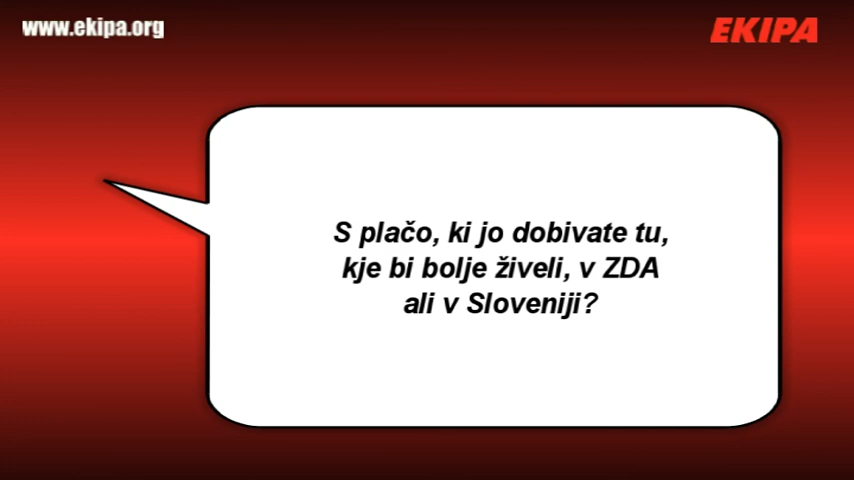 www.ekipa.org
EKIPA
S plačo, ki jo dobivate tu,
kje bi bolje živeli, v ZDA
ali v Sloveniji?